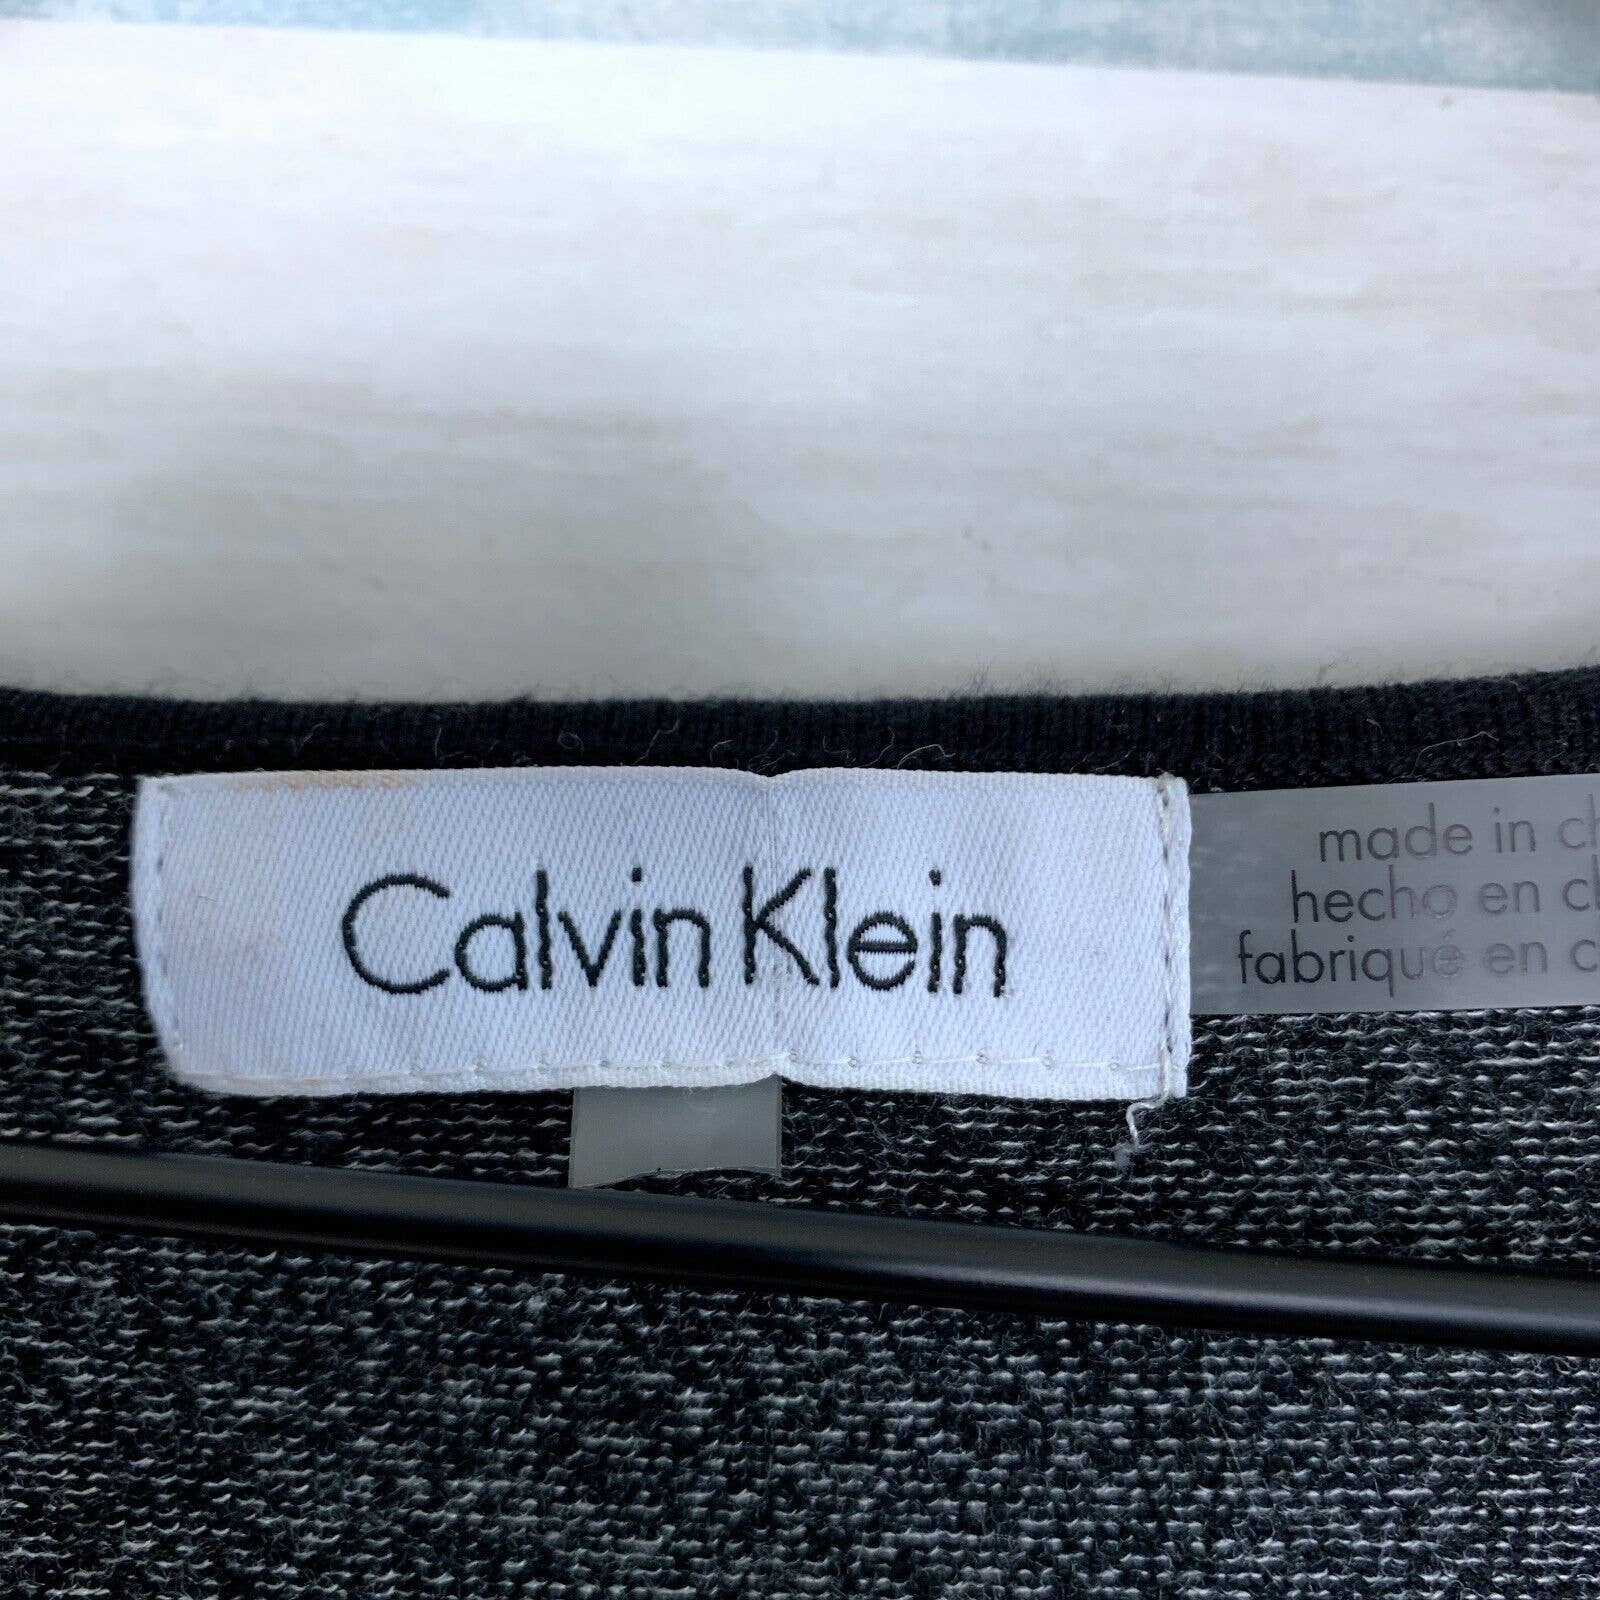 Calvin Klein
made in
hecho en
fabriqué en